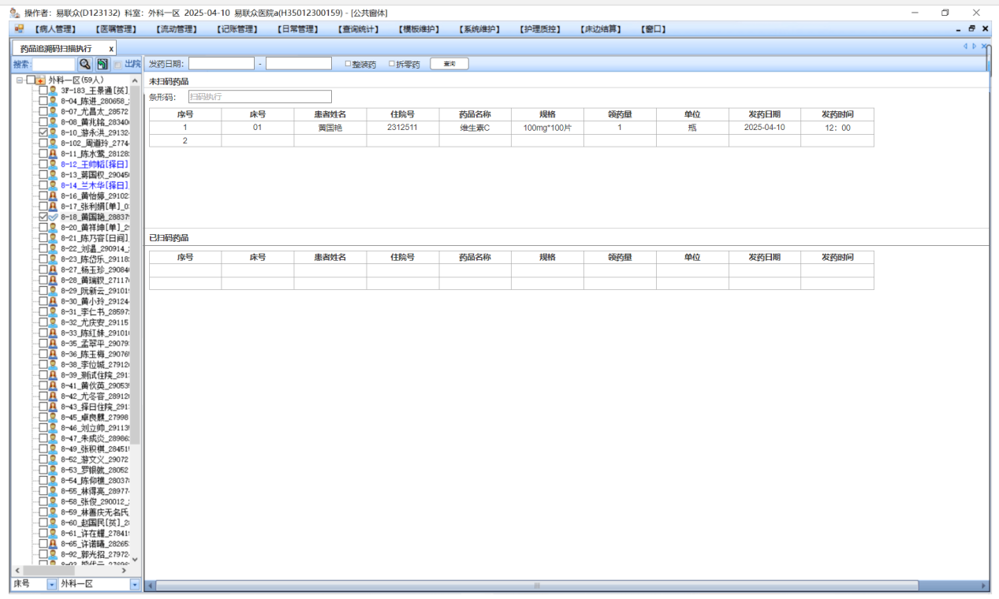 操作者：易联众(D123132) 科室：外科一区 2025-04-10 易联众医院a(H35012300159) - [公共窗体]
【病人管理】 【医嘱管理】 【流动管理】 【记账管理】 【日常管理】 【查询统计】 【模板维护】 【系统维护】 【护理质控】 【床边结算】 【窗口】
药品追溯码扫描执行 x
搜索: 出院 发药日期: - 整装药 拆零药 查询
外科一区(59人)
3F-183_王景通[贫]
8-04_陈进_280658_
8-07_尤昌太_28572
8-08_黄兆铭_28340
8-10_游永洪_29132
8-102_周道玲_2774
8-11_陈水莺_28128
8-12_王帅韬[择日]
8-13_蒋国权_29045
8-14_兰木华[择日]
8-16_黄怡婷_29102
8-17_张利娟[单]_0
8-18_黄国艳_28837
8-20_黄祥坤[单]_2
8-21_陈乃容[日间]
8-22_刘温_290914_
8-23_陈岱乐_29118
8-27_杨玉珍_29084
8-28_黄瑞钗_27117
8-29_阮新云_29101
8-30_黄小玲_29124
8-31_李仁书_28597
8-32_尤庆安_29115
8-33_陈红妹_29101
8-35_孟翠平_29079
8-36_陈玉梅_29076
8-38_李位城_27912
8-39_测试住院_291
8-41_黄伙英_29053
8-42_尤冬容_28912
8-43_择日住院_291
8-45_卓良麒_27998
8-46_刘立帅_29113
8-47_朱成炎_28986
8-49_张积棋_28451
8-52_游文义_29072
8-53_罗银皝_28052
8-54_陈仰樵_28037
8-55_林得亮_28977
8-58_张俊_290012_
8-59_林善庆无名氏
8-60_赵国民[贫]_2
8-61_许在耀_27841
8-65_许诺曦_28265
8-92_郭光招_27972
床号 外科一区
未扫码药品
条形码: 扫码执行
序号 床号 患者姓名 住院号 药品名称 规格 领药量 单位 发药日期 发药时间
1 01 黄国艳 2312511 维生素C 100mg*100片 1 瓶 2025-04-10 12：00
2
已扫码药品
序号 床号 患者姓名 住院号 药品名称 规格 领药量 单位 发药日期 发药时间